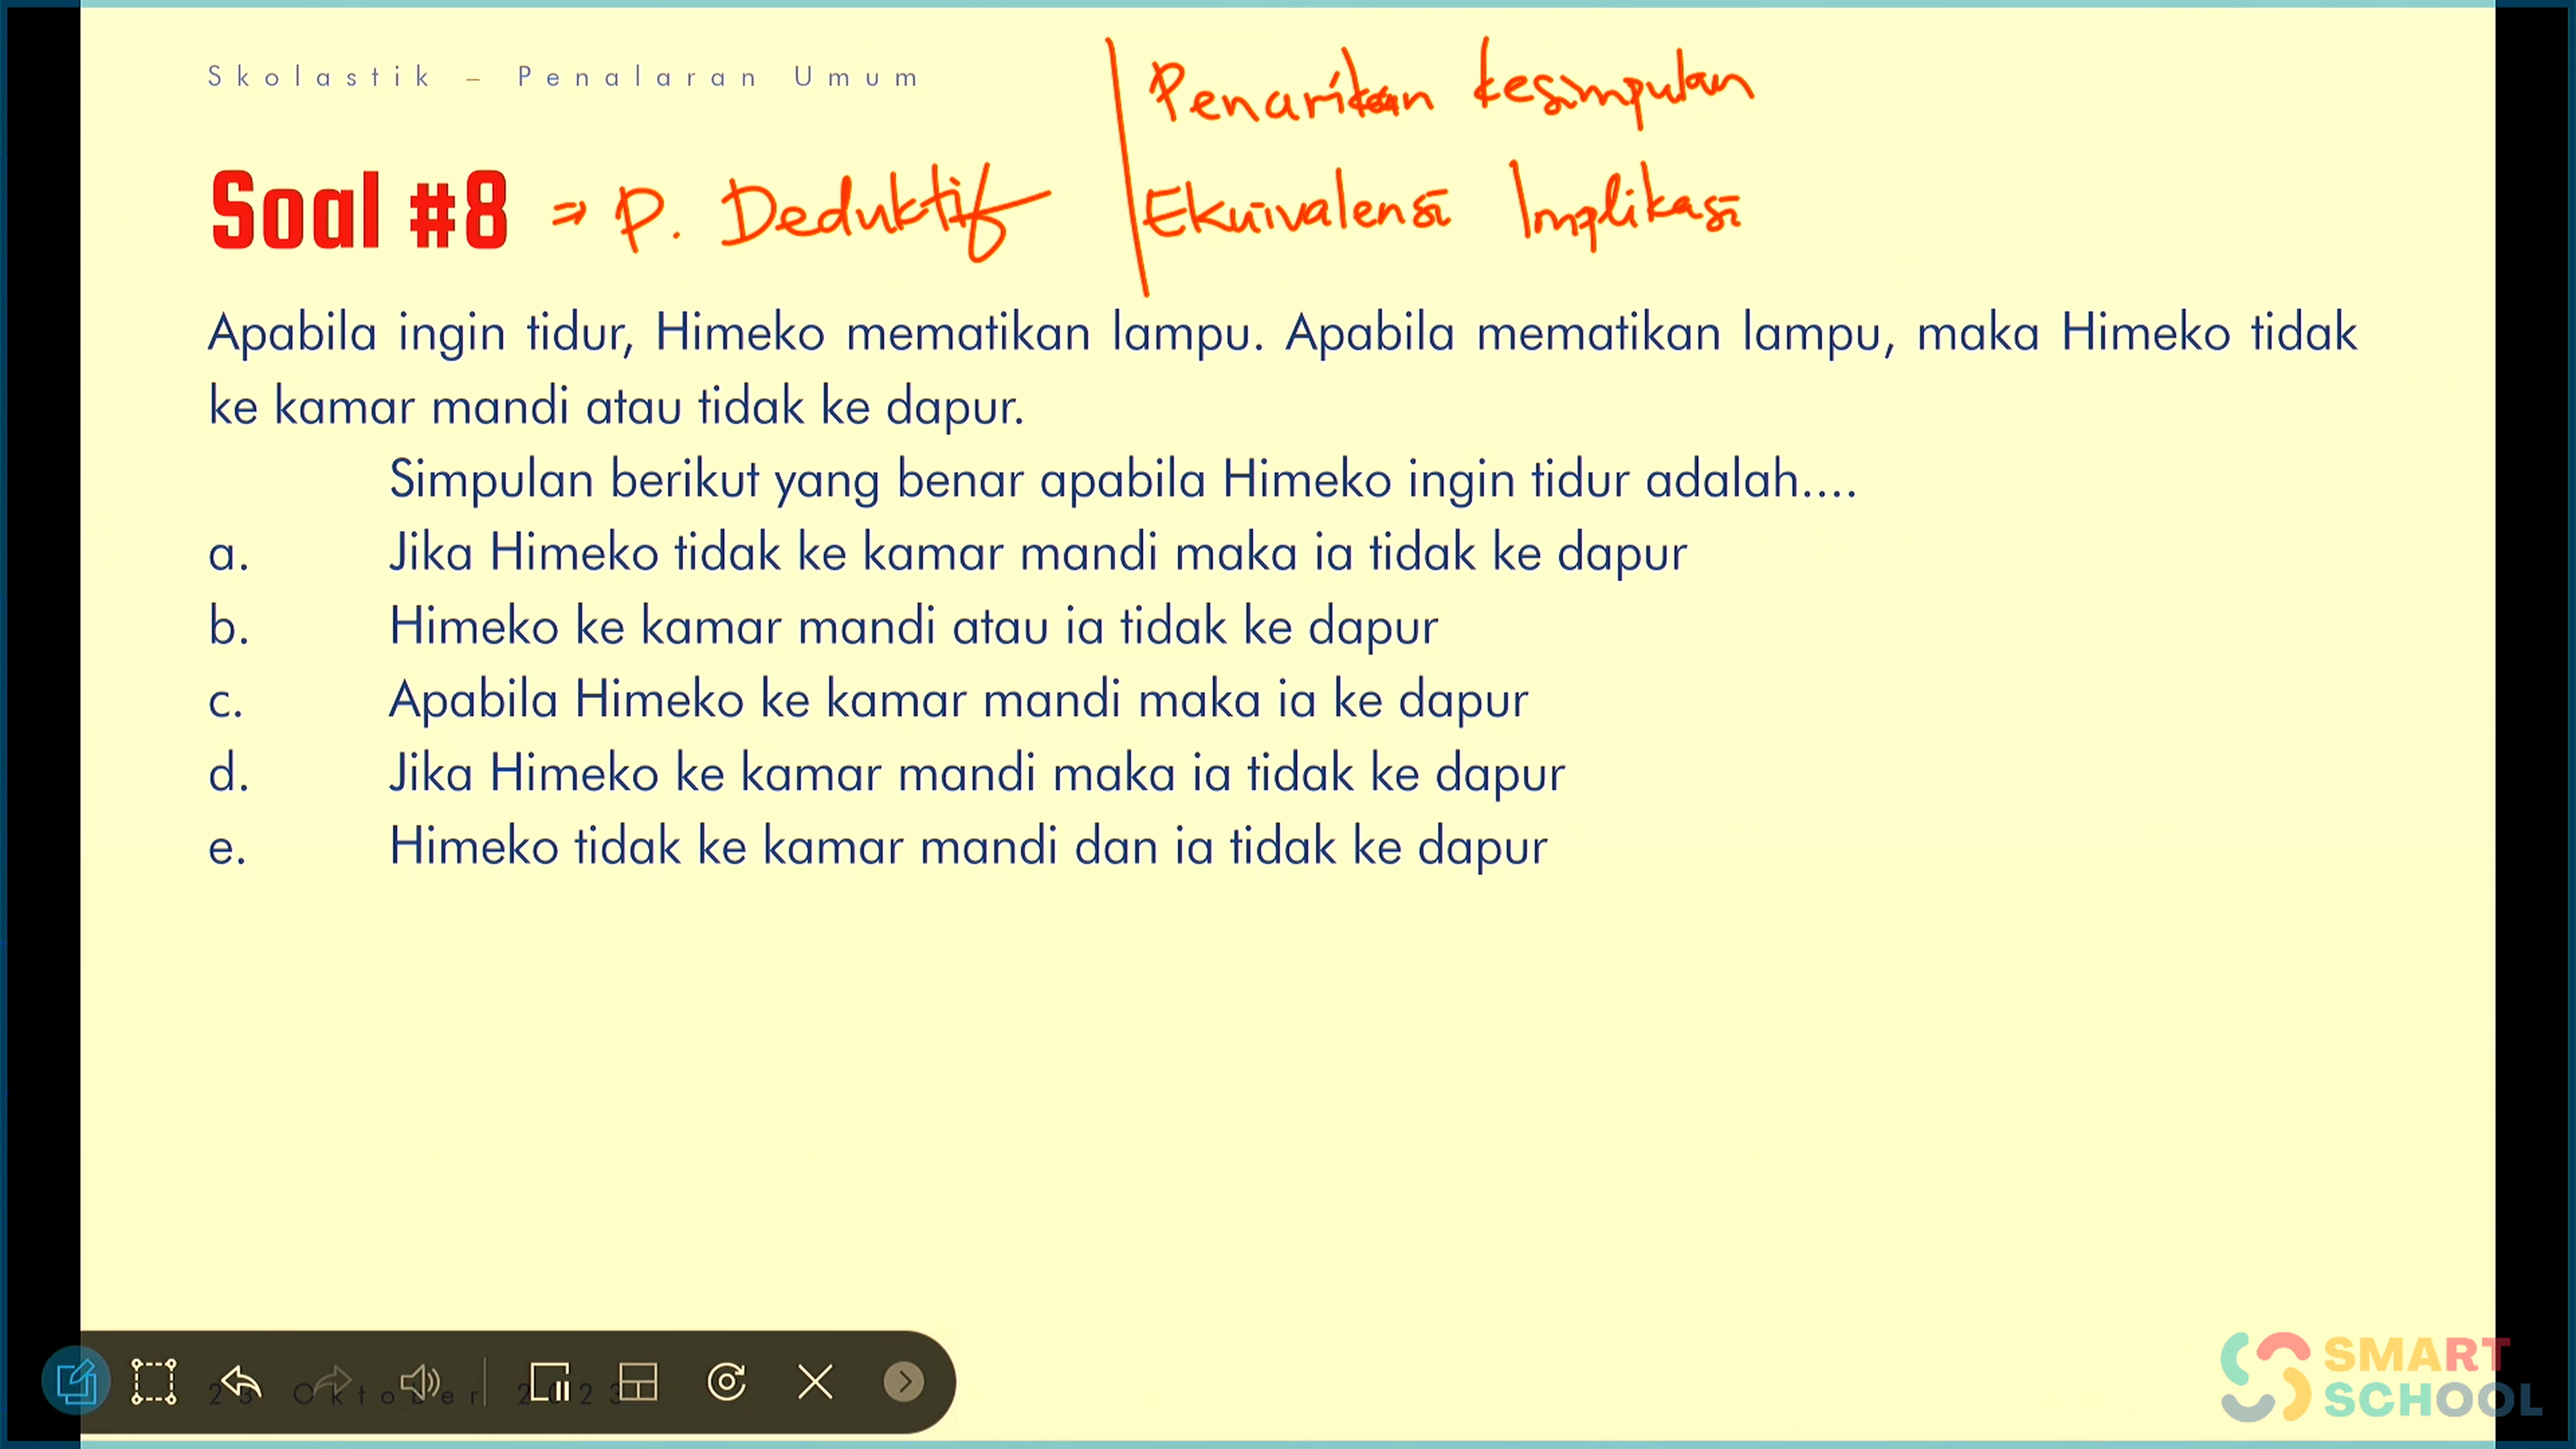 Skolastik – Penalaran Umum
Penarikan kesimpulan
Soal #8 => P. Deduktif
Ekuivalensi Implikasi
Apabila ingin tidur, Himeko mematikan lampu. Apabila mematikan lampu, maka Himeko tidak
ke kamar mandi atau tidak ke dapur.
Simpulan berikut yang benar apabila Himeko ingin tidur adalah....
a. Jika Himeko tidak ke kamar mandi maka ia tidak ke dapur
b. Himeko ke kamar mandi atau ia tidak ke dapur
c. Apabila Himeko ke kamar mandi maka ia ke dapur
d. Jika Himeko ke kamar mandi maka ia tidak ke dapur
e. Himeko tidak ke kamar mandi dan ia tidak ke dapur
Oktober 2023
SMART
SCHOOL